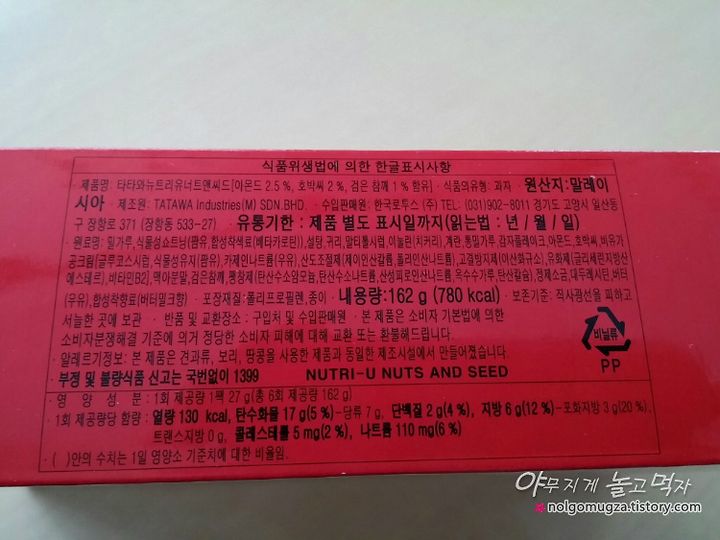 식품위생법에 의한 한글표시사항
· 제품명: 타타와뉴트리유너트앤씨드[아몬드 2.5 %, 호박씨 2 %, 검은 참깨 1 % 함유] · 식품의유형: 과자 · 원산지:말레이
시아 · 제조원: TATAWA Industries(M) SDN.BHD. · 수입판매원: 한국로투스 (주) TEL: (031)902-8011 경기도 고양시 일산동
구 장항로 371 (장항동 533-27) · 유통기한 : 제품 별도 표시일까지(읽는법 : 년 / 월 / 일)
· 원료명: 밀가루, 식물성쇼트닝(팜유, 합성착색료(베타카로틴)),설탕, 귀리, 말티톨시럽, 이눌린(치커리), 계란, 통밀가루, 감자플레이크, 아몬드, 호박씨, 비유가
공크림[글루코스시럽, 식물성유지(팜유), 카제인나트륨(우유), 산도조절제(제이인산칼륨, 폴리인산나트륨), 고결방지제(이산화규소), 유화제(글리세린지방산
에스테르), 비타민B2], 맥아분말, 검은참깨, 팽창제(탄산수소암모늄, 탄산수소나트륨, 산성피로인산나트륨, 옥수수가루, 탄산칼슘), 정제소금, 대두레시틴, 버터
(우유),합성착향료(버터밀크향) · 포장재질:폴리프로필렌,종이 · 내용량:162 g (780 kcal) · 보존기준: 직사광선을 피하고
서늘한 곳에 보관 · 반품 및 교환장소 : 구입처 및 수입판매원 · 본 제품은 소비자 기본법에 의한
소비자분쟁해결 기준에 의거 정당한 소비자 피해에 대해 교환 또는 환불해드립니다.
· 알레르기정보: 본 제품은 견과류, 보리, 땅콩을 사용한 제품과 동일한 제조시설에서 만들어졌습니다.
· 부정 및 불량식품 신고는 국번없이 1399 NUTRI-U NUTS AND SEED
비닐류
PP
· 영 양 성 분 : 1회 제공량 1팩 27 g (총 6회 제공량 162 g)
· 1회 제공량당 함량 : 열량 130 kcal, 탄수화물 17 g (5 %)-당류 7 g, 단백질 2 g (4 %), 지방 6 g (12 %)-포화지방 3 g (20 %),
트랜스지방 0 g, 콜레스테롤 5 mg (2 %), 나트륨 110 mg (6 %)
· ( )안의 수치는 1일 영양소 기준치에 대한 비율임.
야무지게 놀고먹자
nolgomugza.tistory.com